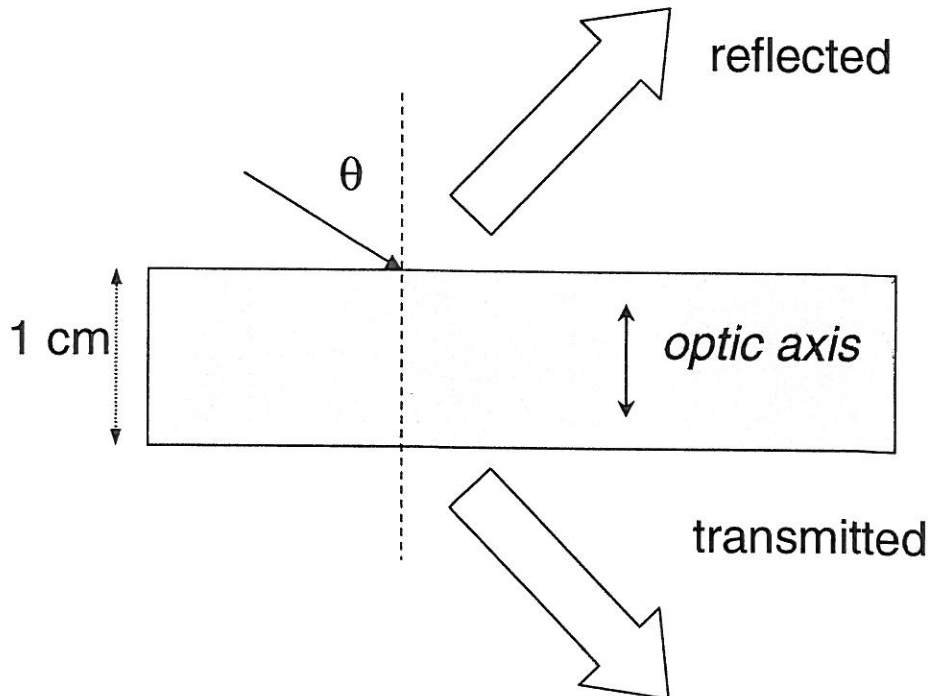 reflected
θ
1 cm
optic axis
transmitted